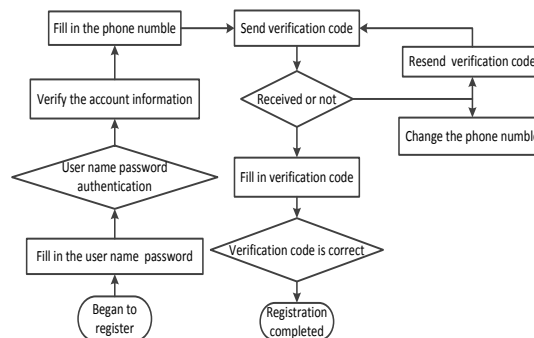 Fill in the phone numble
Send verification code
Resend verification code
Verify the account information
Received or not
Change the phone numble
User name password
authentication
Fill in verification code
Fill in the user name password
Verification code is correct
Began to
register
Registration
completed